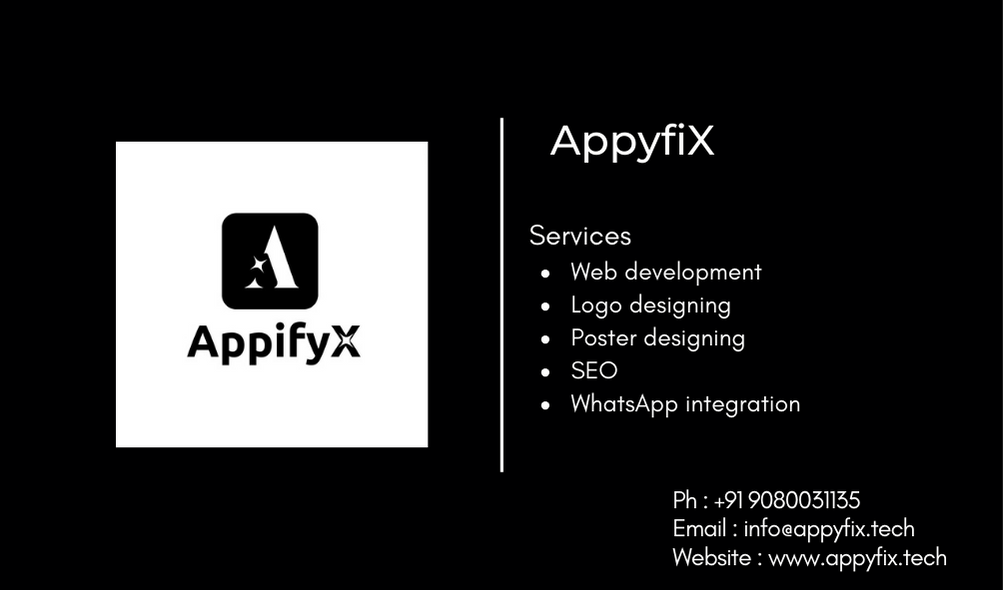 AppifyX
AppyfiX
Services
• Web development
• Logo designing
• Poster designing
• SEO
• WhatsApp integration
Ph : +91 9080031135
Email : info@appyfix.tech
Website : www.appyfix.tech